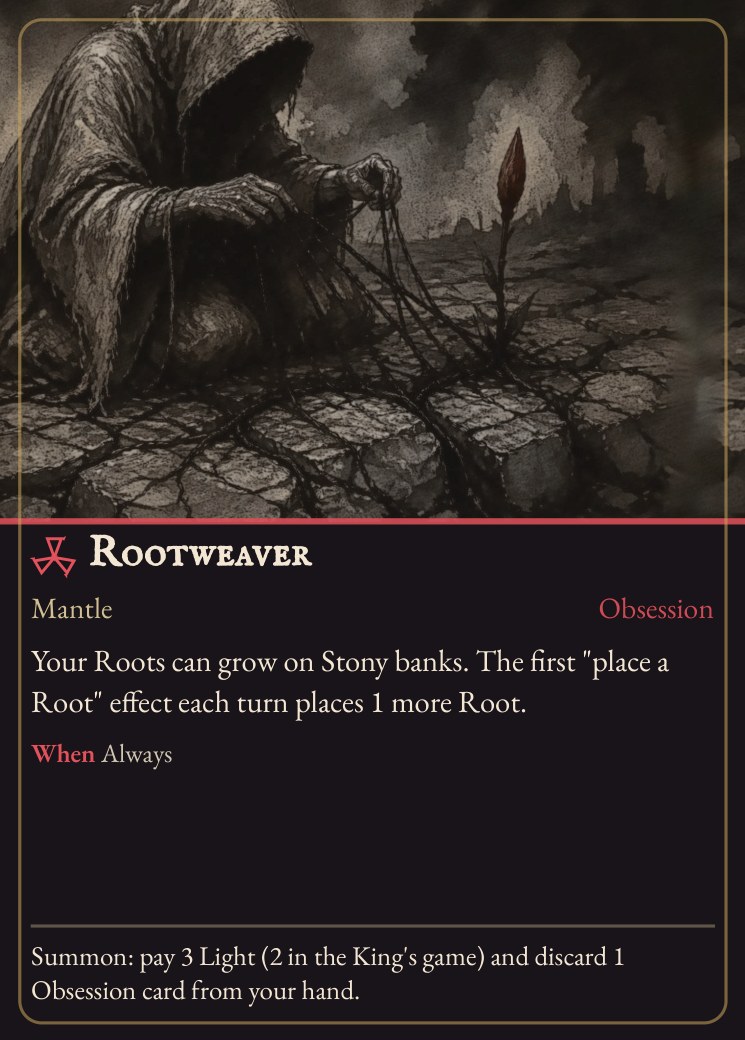 Rootweaver
Mantle
Obsession
Your Roots can grow on Stony banks. The first "place a
Root" effect each turn places 1 more Root.
When Always
Summon: pay 3 Light (2 in the King's game) and discard 1
Obsession card from your hand.